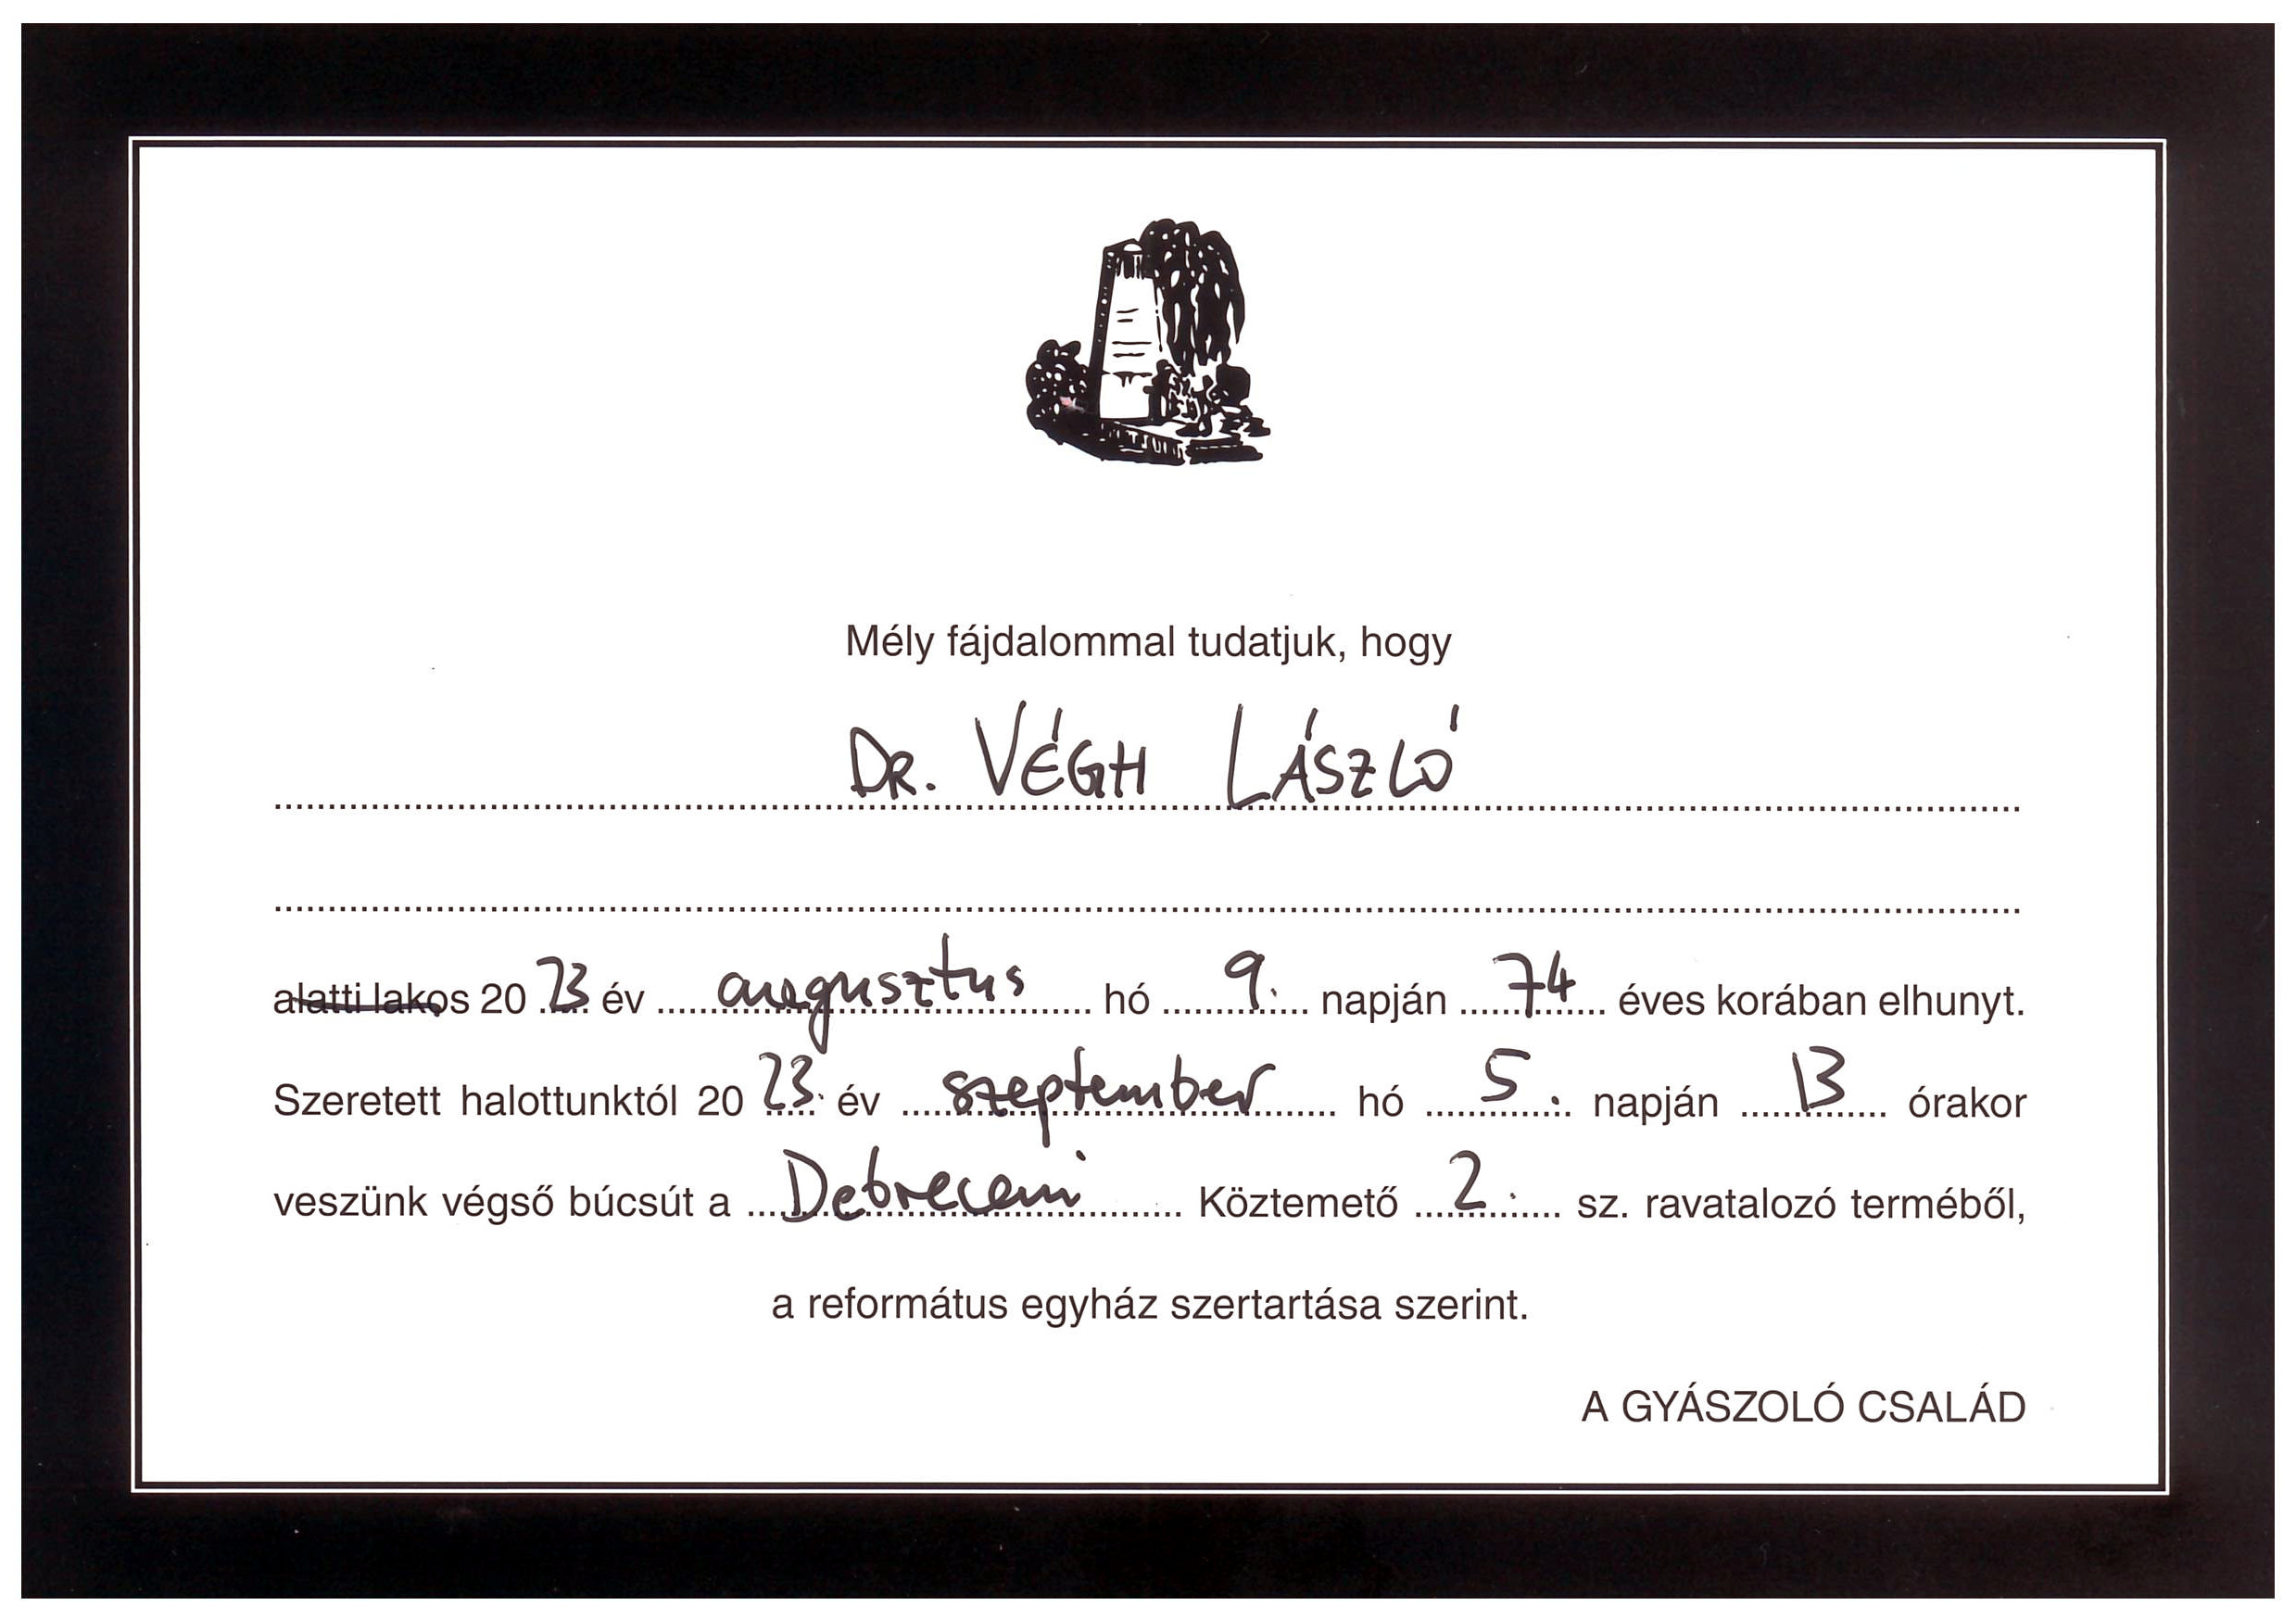 Mély fájdalommal tudatjuk, hogy
DR. VÉGH LÁSZLÓ
alatti lakos 20 23 év augusztus hó 9. napján 74 éves korában elhunyt.
Szeretett halottunktól 20 23. év szeptember hó 5. napján 13 órakor
veszünk végső búcsút a Debreceni Köztemető 2. sz. ravatalozó terméből,
a református egyház szertartása szerint.
A GYÁSZOLÓ CSALÁD